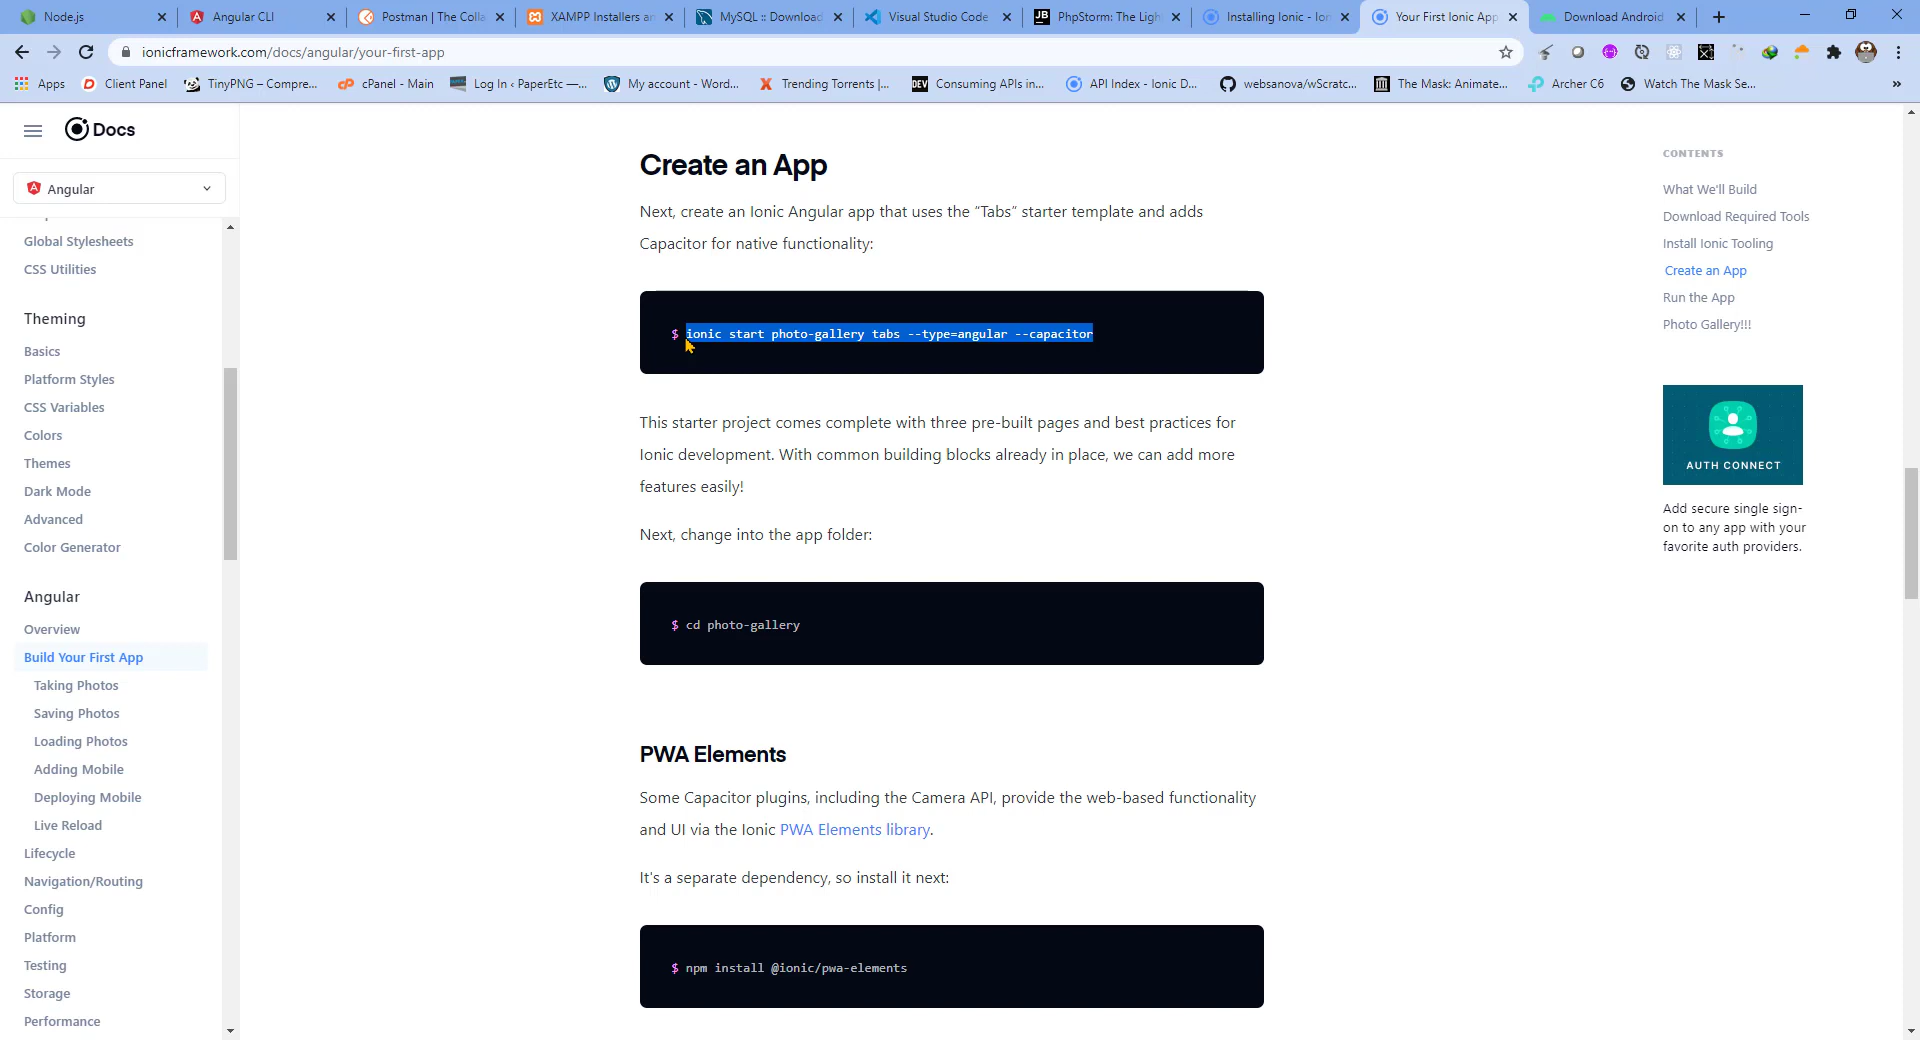 Node.js
Angular CLI
Postman | The Colla
XAMPP Installers an
MySQL :: Download
Visual Studio Code
PhpStorm: The Light
Installing Ionic - Ion
Your First Ionic App
Download Android
ionicframework.com/docs/angular/your-first-app
Apps
Client Panel
TinyPNG – Compre...
cPanel - Main
Log In ‹ PaperEtc —...
My account - Word...
Trending Torrents |...
Consuming APIs in...
API Index - Ionic D...
websanova/wScratc...
The Mask: Animate...
Archer C6
Watch The Mask Se...
»
Docs
Angular
Global Stylesheets
CSS Utilities
Theming
Basics
Platform Styles
CSS Variables
Colors
Themes
Dark Mode
Advanced
Color Generator
Angular
Overview
Build Your First App
Taking Photos
Saving Photos
Loading Photos
Adding Mobile
Deploying Mobile
Live Reload
Lifecycle
Navigation/Routing
Config
Platform
Testing
Storage
Performance
Create an App
Next, create an Ionic Angular app that uses the “Tabs” starter template and adds
Capacitor for native functionality:
$ ionic start photo-gallery tabs --type=angular --capacitor
This starter project comes complete with three pre-built pages and best practices for
Ionic development. With common building blocks already in place, we can add more
features easily!
Next, change into the app folder:
$ cd photo-gallery
PWA Elements
Some Capacitor plugins, including the Camera API, provide the web-based functionality
and UI via the Ionic PWA Elements library.
It's a separate dependency, so install it next:
$ npm install @ionic/pwa-elements
CONTENTS
What We'll Build
Download Required Tools
Install Ionic Tooling
Create an App
Run the App
Photo Gallery!!!
AUTH CONNECT
Add secure single sign-
on to any app with your
favorite auth providers.